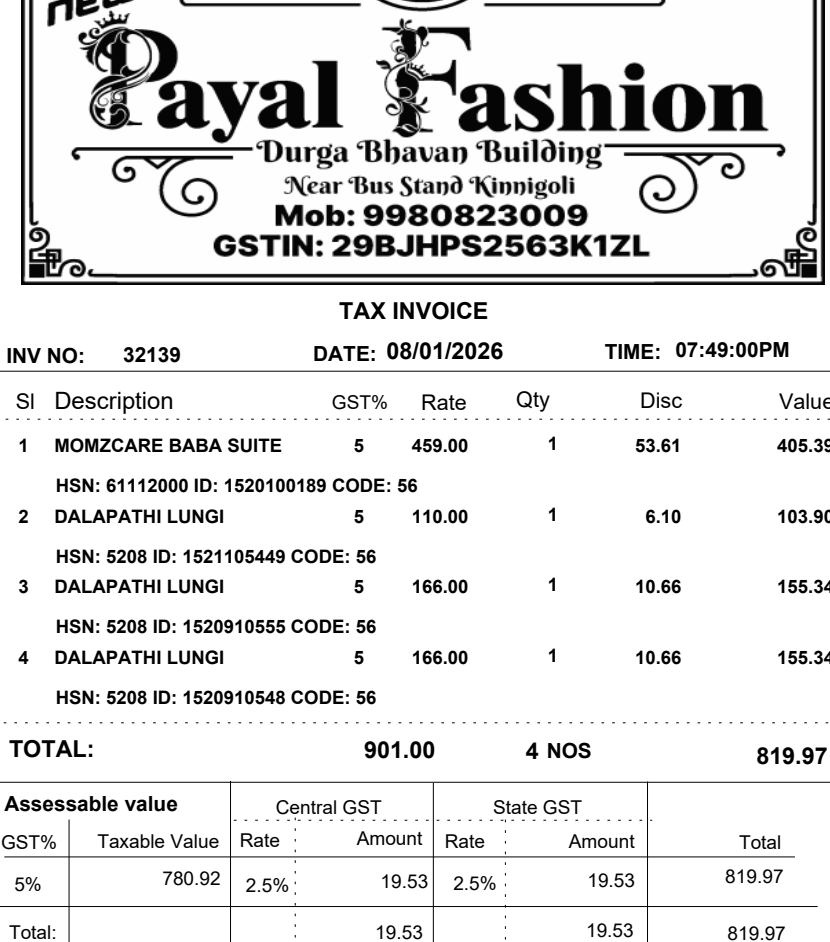 new
Payal Fashion
Durga Bhavan Building
Near Bus Stand Kinnigoli
Mob: 9980823009
GSTIN: 29BJHPS2563K1ZL
TAX INVOICE
INV NO: 32139 DATE: 08/01/2026 TIME: 07:49:00PM
Sl Description GST% Rate Qty Disc Value
1 MOMZCARE BABA SUITE 5 459.00 1 53.61 405.39
HSN: 61112000 ID: 1520100189 CODE: 56
2 DALAPATHI LUNGI 5 110.00 1 6.10 103.90
HSN: 5208 ID: 1521105449 CODE: 56
3 DALAPATHI LUNGI 5 166.00 1 10.66 155.34
HSN: 5208 ID: 1520910555 CODE: 56
4 DALAPATHI LUNGI 5 166.00 1 10.66 155.34
HSN: 5208 ID: 1520910548 CODE: 56
TOTAL: 901.00 4 NOS 819.97
Assessable value Central GST State GST
GST% Taxable Value Rate Amount Rate Amount Total
5% 780.92 2.5% 19.53 2.5% 19.53 819.97
Total: 19.53 19.53 819.97